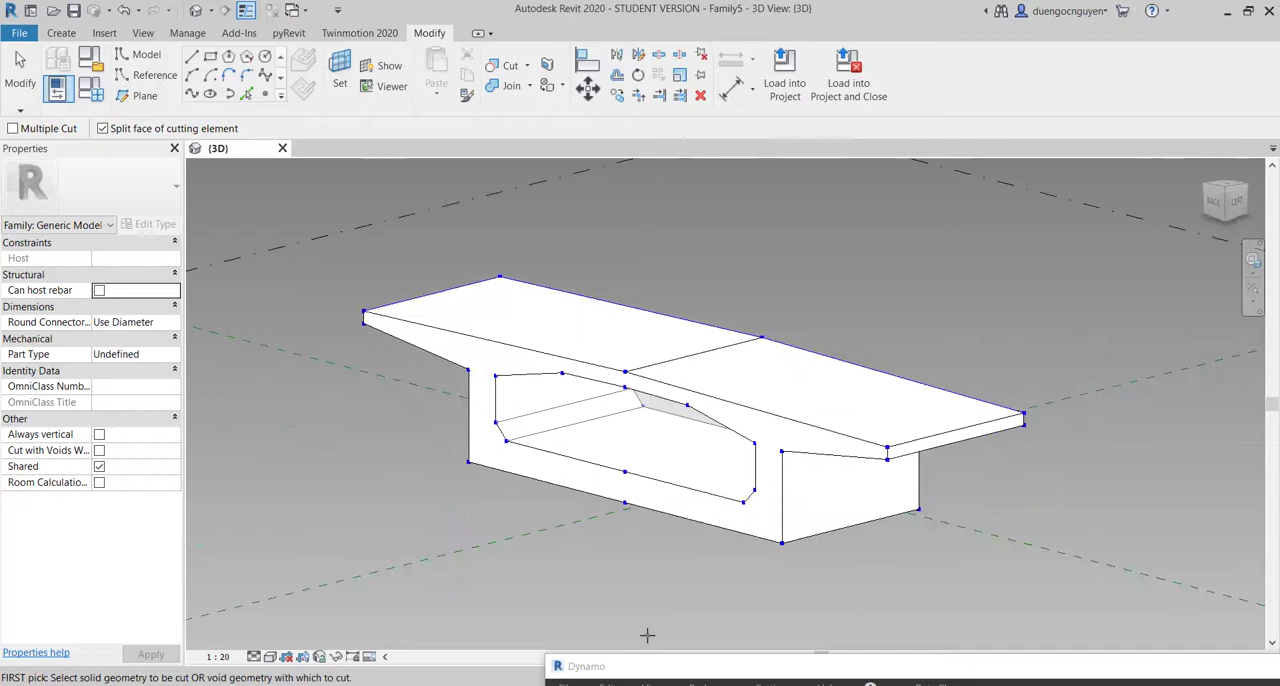 Autodesk Revit 2020 - STUDENT VERSION - Family5 - 3D View: {3D}
duengocnguyen
File Create Insert View Manage Add-Ins pyRevit Twinmotion 2020 Modify
Modify
Model
Reference
Plane
Set
Show
Viewer
Paste
Cut
Join
Load into
Project
Load into
Project and Close
Multiple Cut Split face of cutting element
Properties
{3D}
R
BACK LEFT
Family: Generic Model Edit Type
Constraints
Host
Structural
Can host rebar
Dimensions
Round Connector... Use Diameter
Mechanical
Part Type Undefined
Identity Data
OmniClass Numb...
OmniClass Title
Other
Always vertical
Cut with Voids W...
Shared
Room Calculatio...
Properties help Apply
1 : 20
R Dynamo
FIRST pick: Select solid geometry to be cut OR void geometry with which to cut.